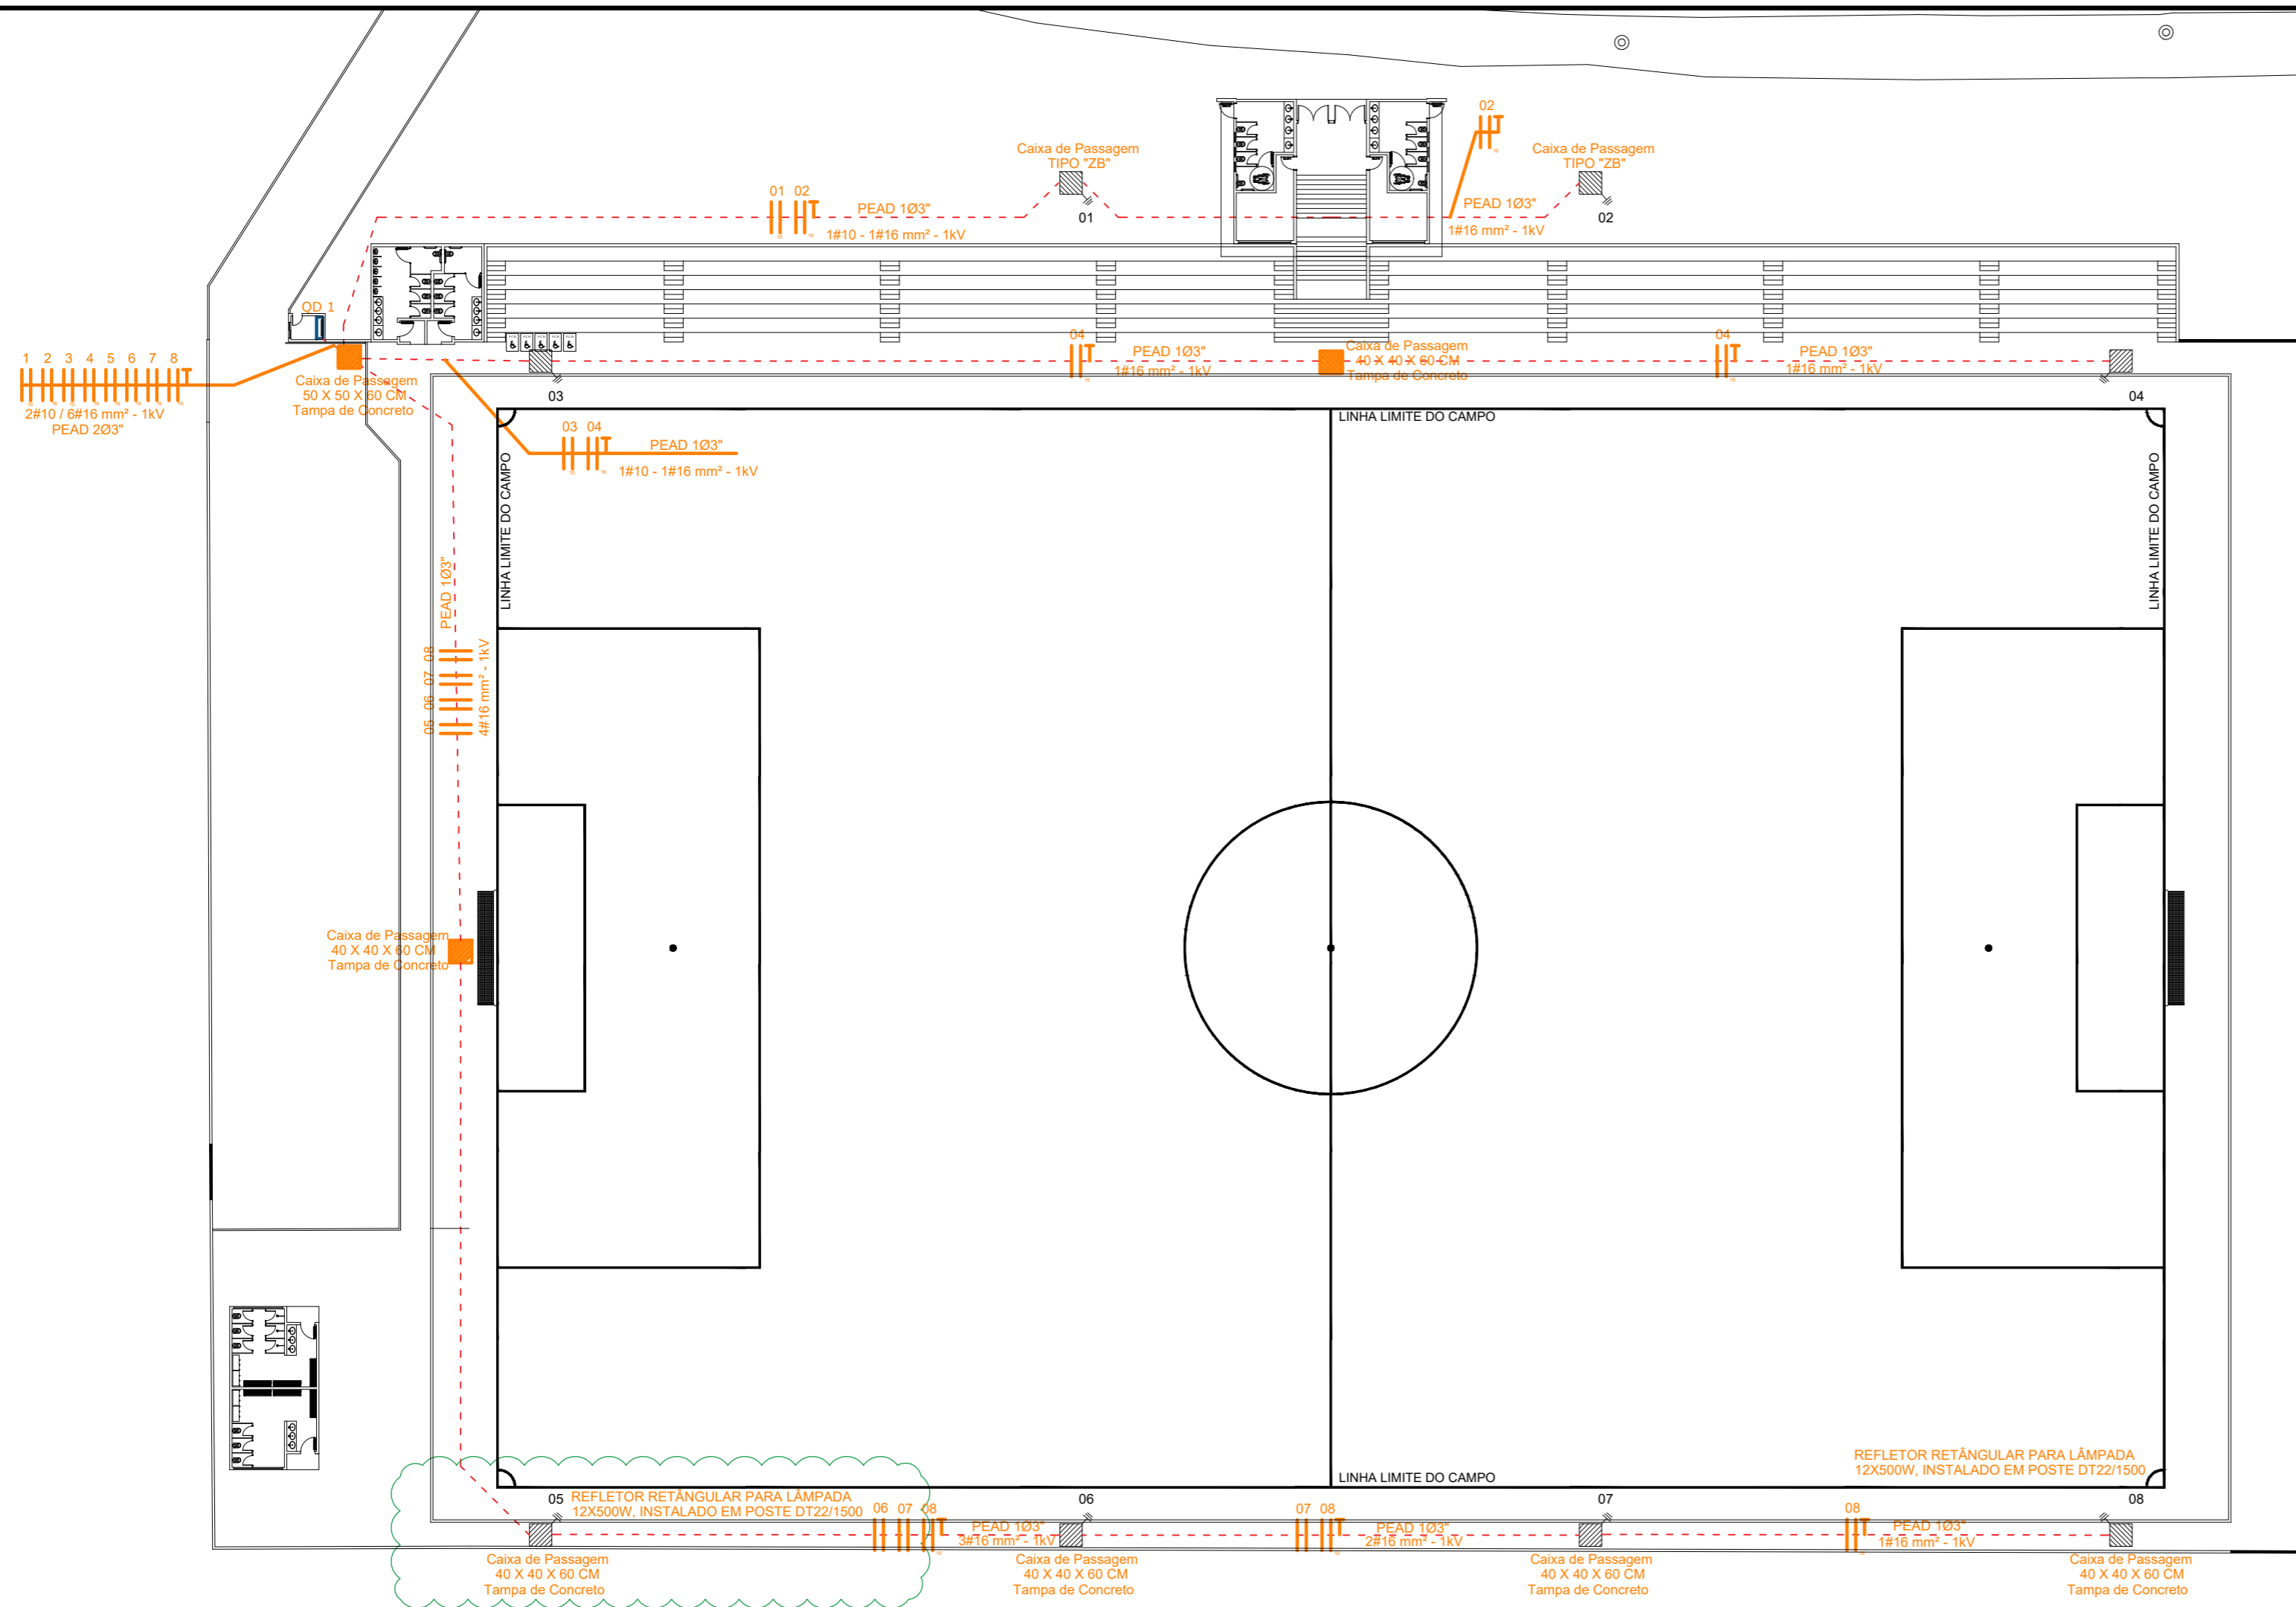 02
Caixa de Passagem
TIPO "ZB"
Caixa de Passagem
TIPO "ZB"
01 02
PEAD 1Ø3"
1#10 - 1#16 mm² - 1kV
01
PEAD 1Ø3"
1#16 mm² - 1kV
02
QD 1
1 2 3 4 5 6 7 8
2#10 / 6#16 mm² - 1kV
PEAD 2Ø3"
Caixa de Passagem
50 X 50 X 60 CM
Tampa de Concreto
03
04
PEAD 1Ø3"
1#16 mm² - 1kV
Caixa de Passagem
40 X 40 X 60 CM
Tampa de Concreto
04
PEAD 1Ø3"
1#16 mm² - 1kV
04
LINHA LIMITE DO CAMPO
03 04
PEAD 1Ø3"
1#10 - 1#16 mm² - 1kV
LINHA LIMITE DO CAMPO
LINHA LIMITE DO CAMPO
PEAD 1Ø3"
05 06 07 08
4#16 mm² - 1kV
Caixa de Passagem
40 X 40 X 60 CM
Tampa de Concreto
LINHA LIMITE DO CAMPO
REFLETOR RETÂNGULAR PARA LÂMPADA
12X500W, INSTALADO EM POSTE DT22/1500
05
REFLETOR RETÂNGULAR PARA LÂMPADA
12X500W, INSTALADO EM POSTE DT22/1500
06
07
08
06 07 08
PEAD 1Ø3"
3#16 mm² - 1kV
07 08
PEAD 1Ø3"
2#16 mm² - 1kV
08
PEAD 1Ø3"
1#16 mm² - 1kV
Caixa de Passagem
40 X 40 X 60 CM
Tampa de Concreto
Caixa de Passagem
40 X 40 X 60 CM
Tampa de Concreto
Caixa de Passagem
40 X 40 X 60 CM
Tampa de Concreto
Caixa de Passagem
40 X 40 X 60 CM
Tampa de Concreto